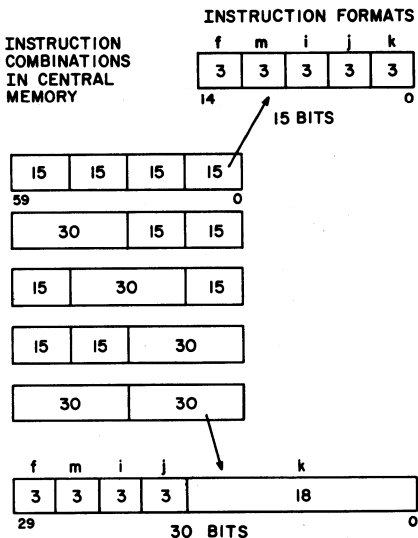 INSTRUCTION FORMATS
INSTRUCTION
COMBINATIONS
IN CENTRAL
MEMORY
f m i j k
3 3 3 3 3
14 0
15 BITS
15 15 15 15
59 0
30 15 15
15 30 15
15 15 30
30 30
f m i j k
3 3 3 3 18
29 0
30 BITS